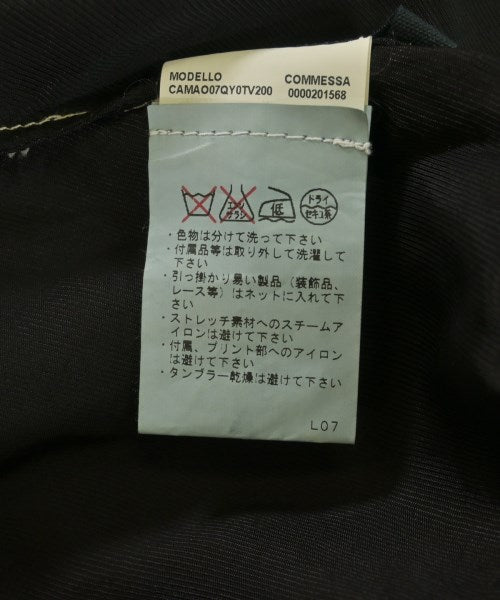 MODELLO COMMESSA
CAMAO07QY0TV200 0000201568
エンソ
サラシ
低
ドライ
セキユ系
・色物は分けて洗って下さい
・付属品等は取り外して洗濯して
下さい
・引っ掛かり易い製品（装飾品、
レース等）はネットに入れて下
さい
・ストレッチ素材へのスチームア
イロンは避けて下さい
・付属、プリント部へのアイロン
は避けて下さい
・タンブラー乾燥は避けて下さい
L07